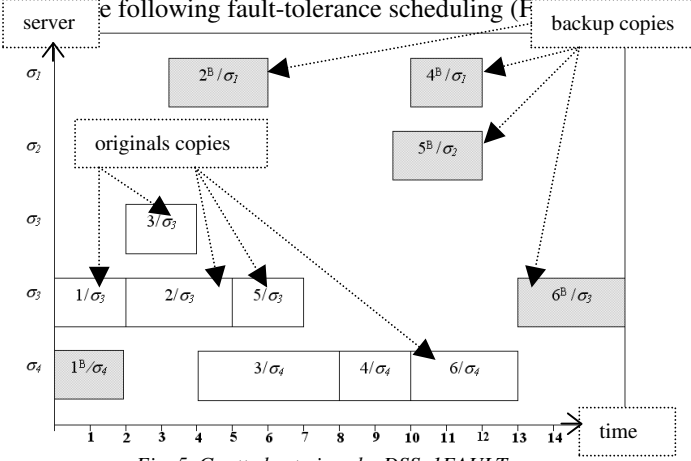 e following fault-tolerance scheduling (F
server
backup copies
σ1
2ᴮ/σ1
4ᴮ/σ1
originals copies
σ2
5ᴮ/σ2
σ3
3/σ3
σ3
1/σ3
2/σ3
5/σ3
6ᴮ/σ3
σ4
1ᴮ/σ4
3/σ4
4/σ4
6/σ4
1 2 3 4 5 6 7 8 9 10 11 12 13 14
time